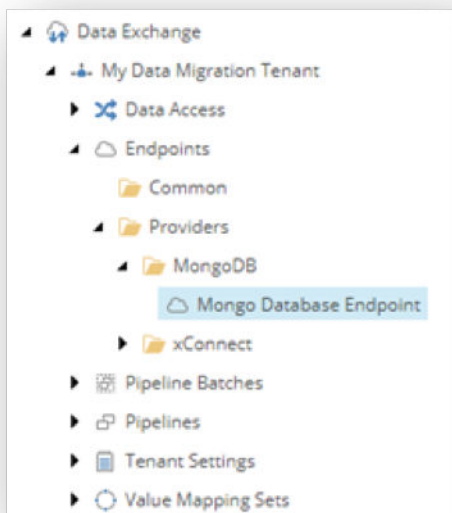 Data Exchange
My Data Migration Tenant
Data Access
Endpoints
Common
Providers
MongoDB
Mongo Database Endpoint
xConnect
Pipeline Batches
Pipelines
Tenant Settings
Value Mapping Sets